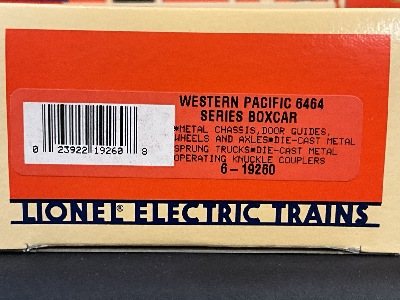 WESTERN PACIFIC 6464
SERIES BOXCAR
*METAL CHASSIS, DOOR GUIDES,
WHEELS AND AXLES*DIE-CAST METAL
SPRUNG TRUCKS*DIE-CAST METAL
OPERATING KNUCKLE COUPLERS
6-19260
0 23922 19260 8
LIONEL® ELECTRIC TRAINS